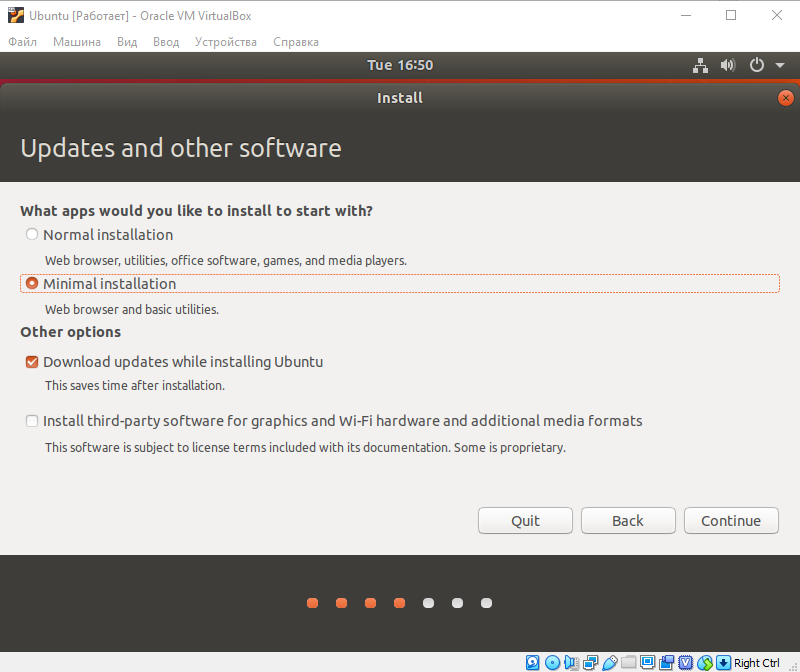 Ubuntu [Работает] - Oracle VM VirtualBox
Файл Машина Вид Ввод Устройства Справка
Tue 16:50
Install
Updates and other software
What apps would you like to install to start with?
Normal installation
Web browser, utilities, office software, games, and media players.
Minimal installation
Web browser and basic utilities.
Other options
Download updates while installing Ubuntu
This saves time after installation.
Install third-party software for graphics and Wi-Fi hardware and additional media formats
This software is subject to license terms included with its documentation. Some is proprietary.
Quit Back Continue
Right Ctrl